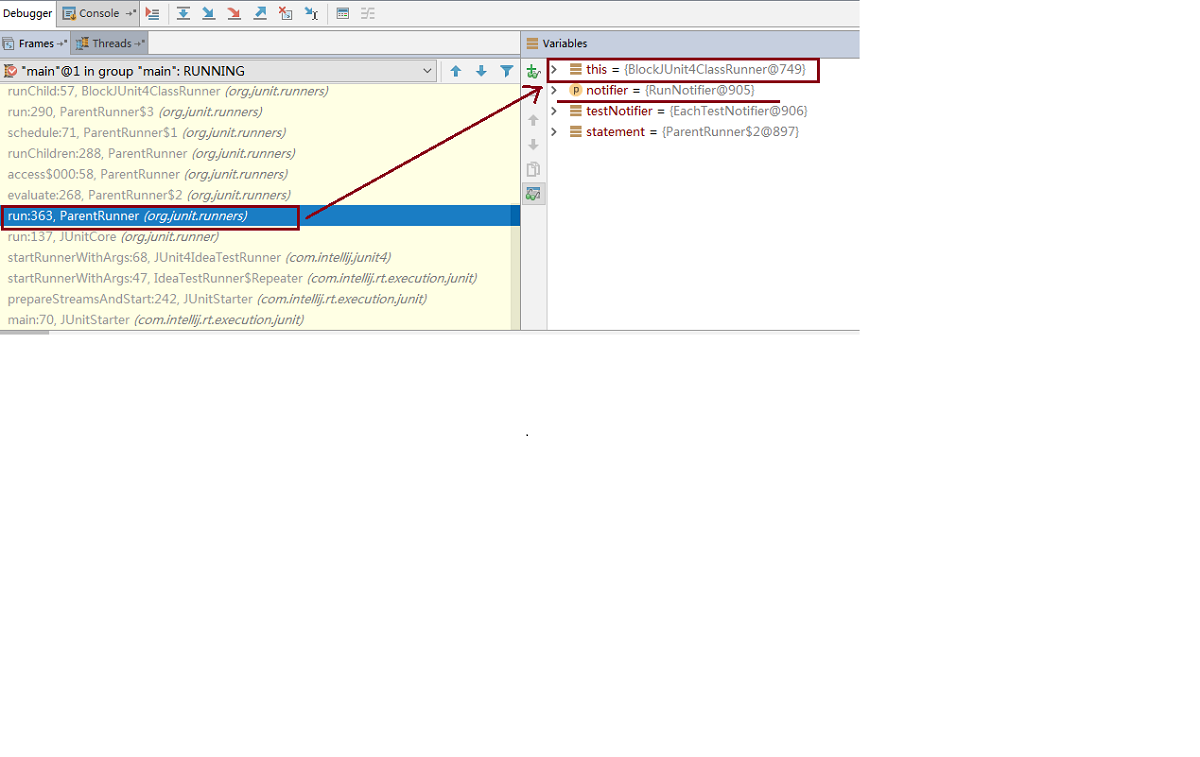 Debugger Console
Frames Threads Variables
"main"@1 in group "main": RUNNING
runChild:57, BlockJUnit4ClassRunner (org.junit.runners)
run:290, ParentRunner$3 (org.junit.runners)
schedule:71, ParentRunner$1 (org.junit.runners)
runChildren:288, ParentRunner (org.junit.runners)
access$000:58, ParentRunner (org.junit.runners)
evaluate:268, ParentRunner$2 (org.junit.runners)
run:363, ParentRunner (org.junit.runners)
run:137, JUnitCore (org.junit.runner)
startRunnerWithArgs:68, JUnit4IdeaTestRunner (com.intellij.junit4)
startRunnerWithArgs:47, IdeaTestRunner$Repeater (com.intellij.rt.execution.junit)
prepareStreamsAndStart:242, JUnitStarter (com.intellij.rt.execution.junit)
main:70, JUnitStarter (com.intellij.rt.execution.junit)
this = {BlockJUnit4ClassRunner@749}
p notifier = {RunNotifier@905}
testNotifier = {EachTestNotifier@906}
statement = {ParentRunner$2@897}